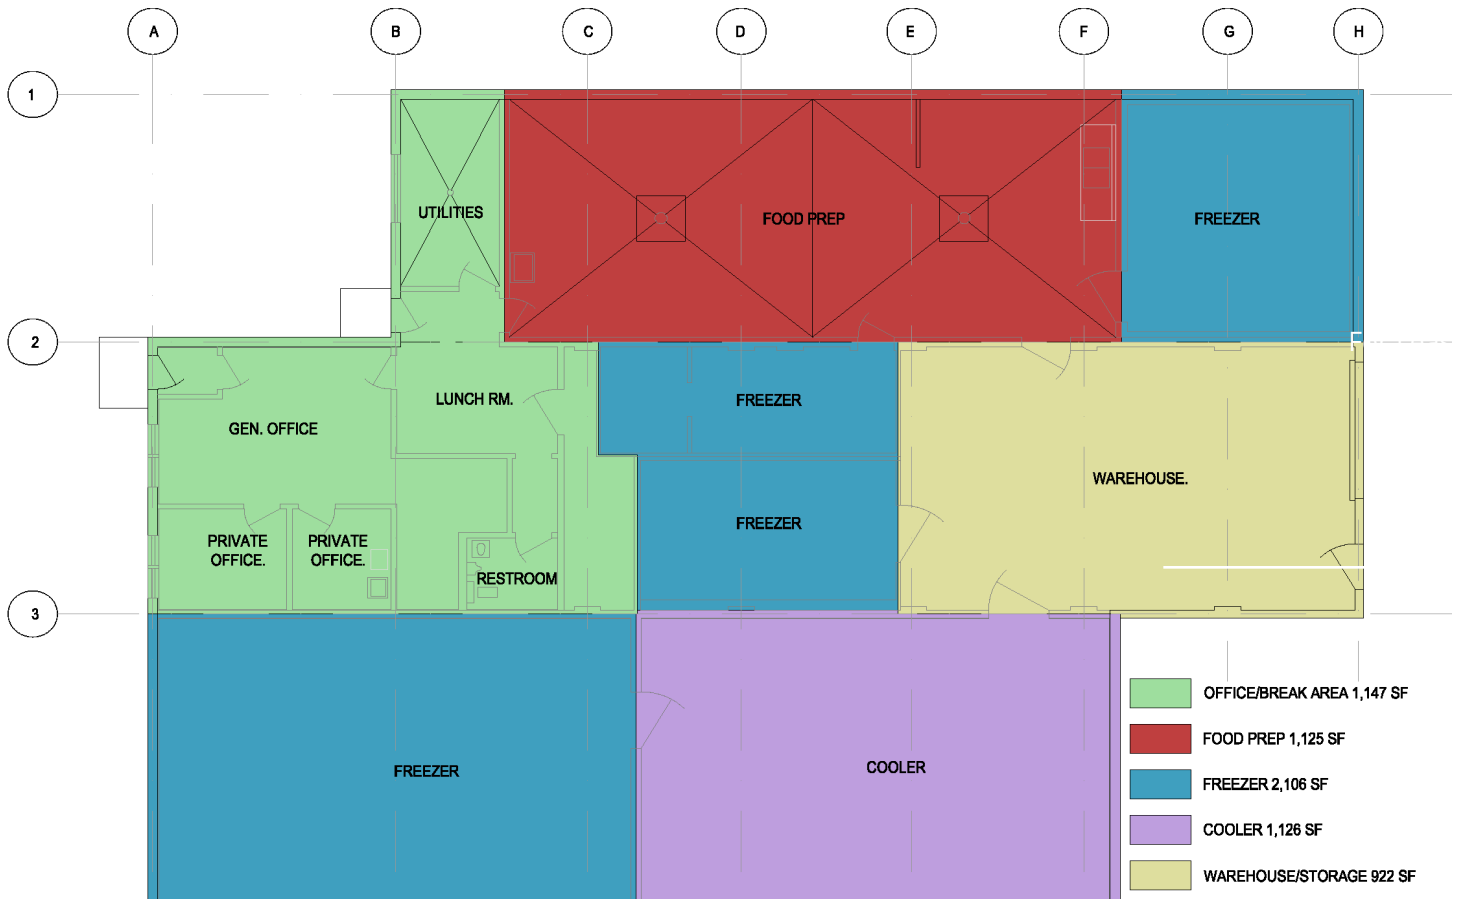 A B C D E F G H
1
UTILITIES
FOOD PREP
FREEZER
2
F
LUNCH RM.
FREEZER
GEN. OFFICE
WAREHOUSE.
FREEZER
PRIVATE
OFFICE.
PRIVATE
OFFICE.
RESTROOM
3
OFFICE/BREAK AREA 1,147 SF
FOOD PREP 1,125 SF
FREEZER
COOLER
FREEZER 2,106 SF
COOLER 1,126 SF
WAREHOUSE/STORAGE 922 SF